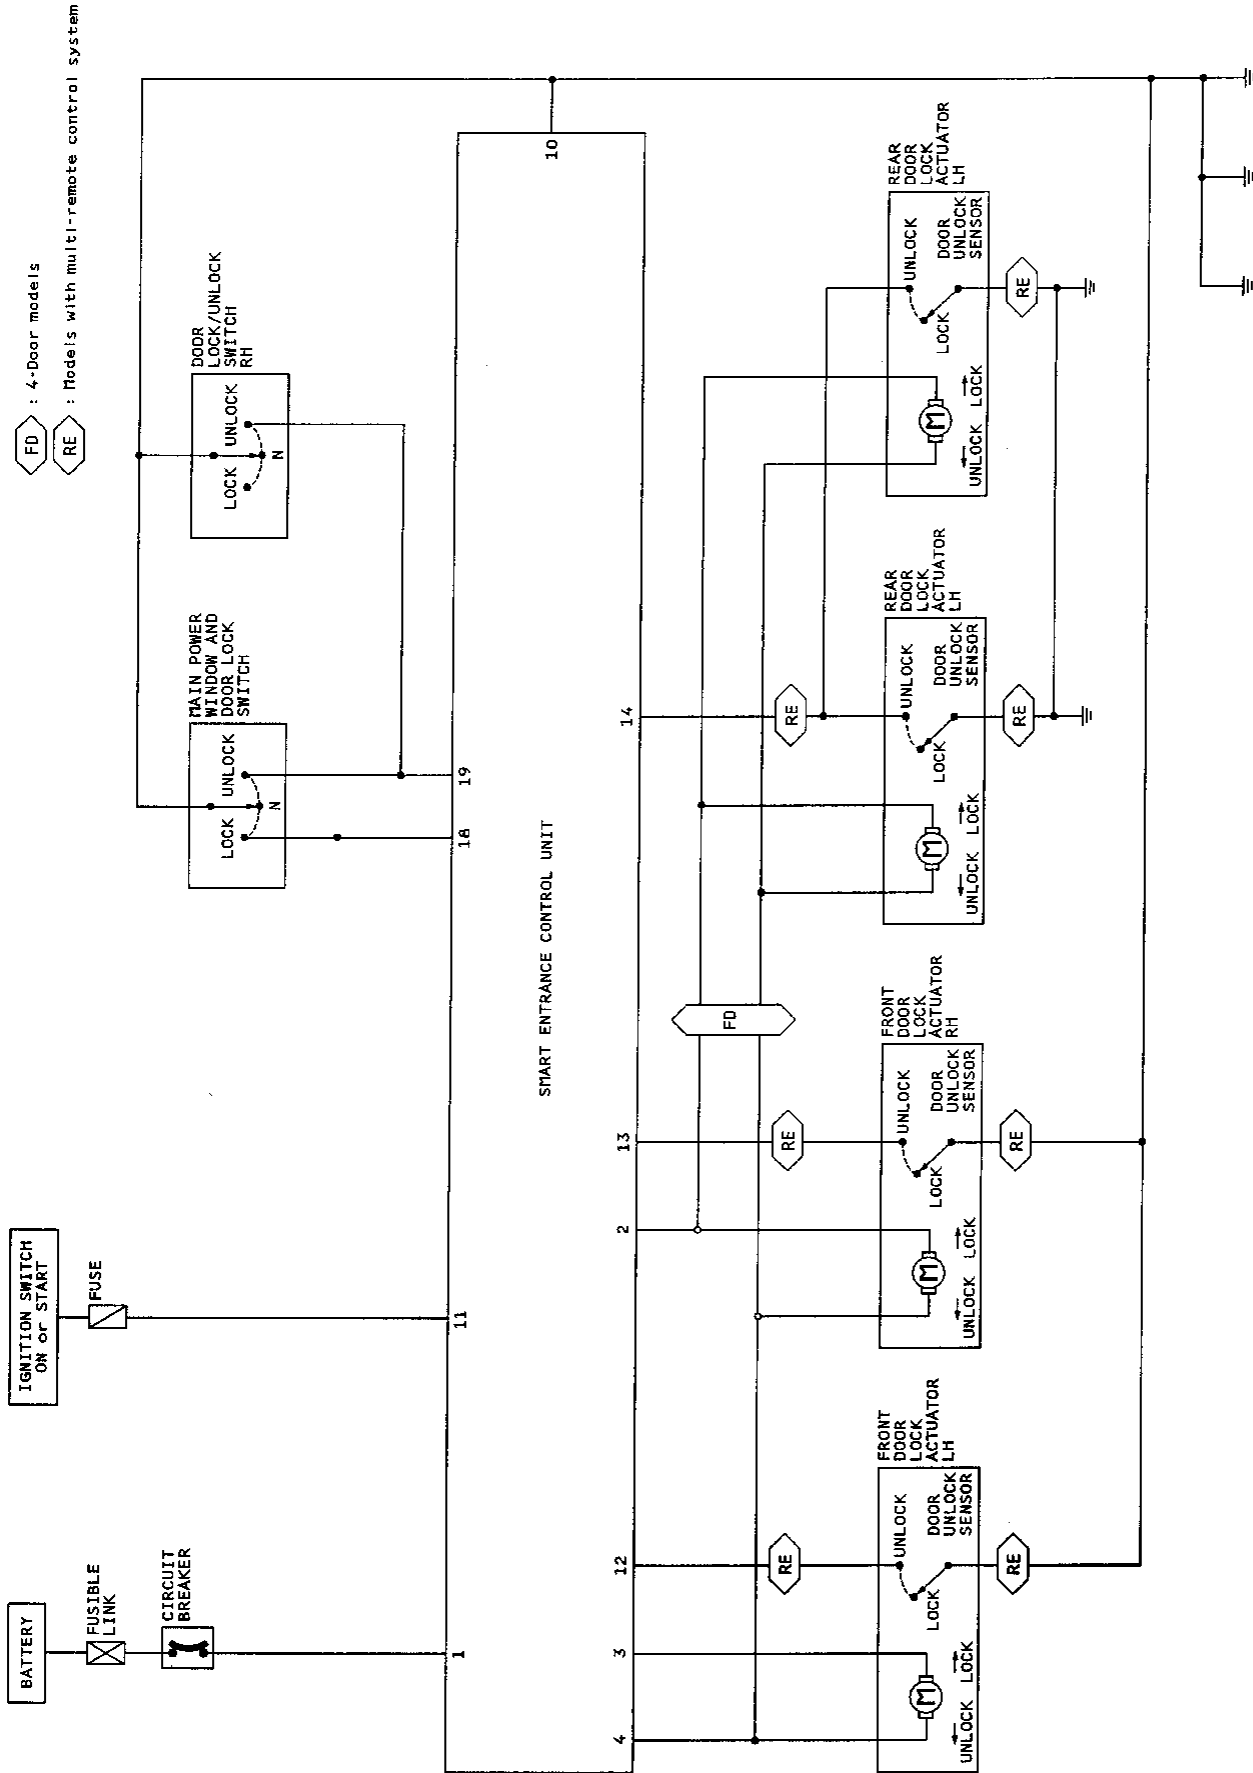 FD : 4-Door models
RE : Models with multi-remote control system
BATTERY
FUSIBLE
LINK
CIRCUIT
BREAKER
IGNITION SWITCH
ON or START
FUSE
MAIN POWER
WINDOW AND
DOOR LOCK
SWITCH
LOCK
UNLOCK
N
DOOR
LOCK/UNLOCK
SWITCH
RH
LOCK
UNLOCK
N
1
11
18
19
10
SMART ENTRANCE CONTROL UNIT
4
3
12
2
13
14
RE
RE
RE
FD
FRONT
DOOR
LOCK
ACTUATOR
LH
UNLOCK
LOCK
DOOR
UNLOCK
SENSOR
M
UNLOCK LOCK
RE
FRONT
DOOR
LOCK
ACTUATOR
RH
UNLOCK
LOCK
DOOR
UNLOCK
SENSOR
M
UNLOCK LOCK
RE
REAR
DOOR
LOCK
ACTUATOR
LH
UNLOCK
LOCK
DOOR
UNLOCK
SENSOR
M
UNLOCK LOCK
RE
REAR
DOOR
LOCK
ACTUATOR
LH
UNLOCK
LOCK
DOOR
UNLOCK
SENSOR
M
UNLOCK LOCK
RE